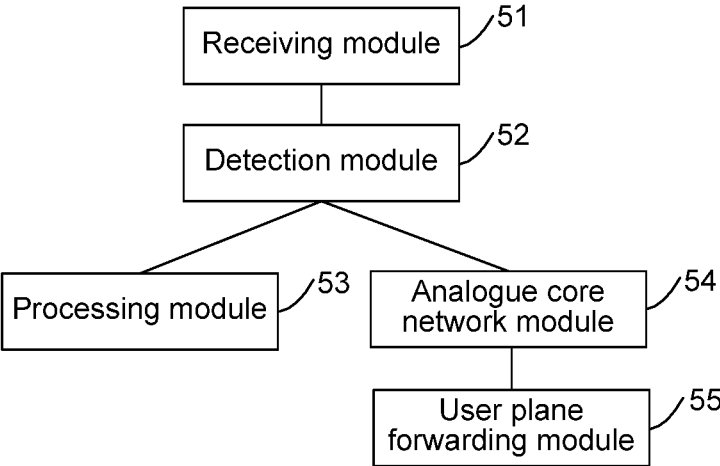 51
Receiving module
52
Detection module
53
Processing module
54
Analogue core
network module
55
User plane
forwarding module